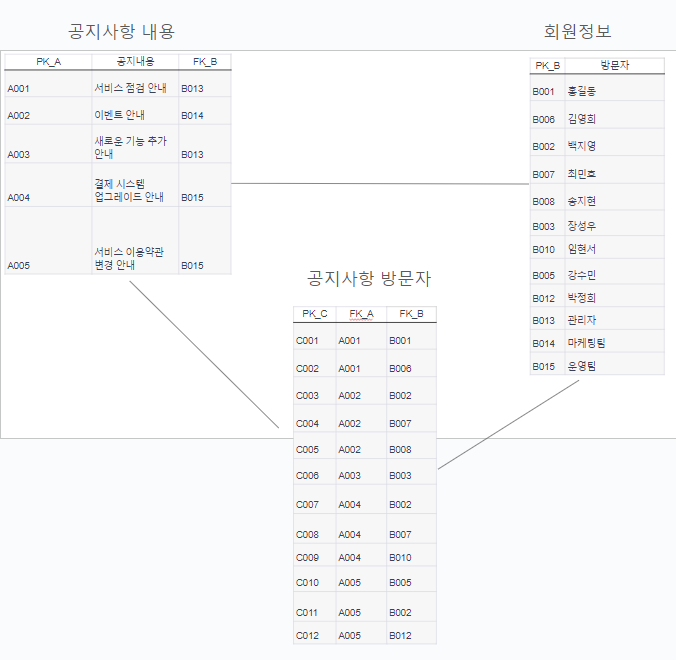 공지사항 내용
PK_A 공지내용 FK_B
A001 서비스 점검 안내 B013
A002 이벤트 안내 B014
새로운 기능 추가
A003 안내 B013
결제 시스템
A004 업그레이드 안내 B015
서비스 이용약관
A005 변경 안내 B015
회원정보
PK_B 방문자
B001 홍길동
B006 김영희
B002 백지영
B007 최민호
B008 송지현
B003 장성우
B010 임현서
B005 강수민
B012 박정희
B013 관리자
B014 마케팅팀
B015 운영팀
공지사항 방문자
PK_C FK_A FK_B
C001 A001 B001
C002 A001 B006
C003 A002 B002
C004 A002 B007
C005 A002 B008
C006 A003 B003
C007 A004 B002
C008 A004 B007
C009 A004 B010
C010 A005 B005
C011 A005 B002
C012 A005 B012